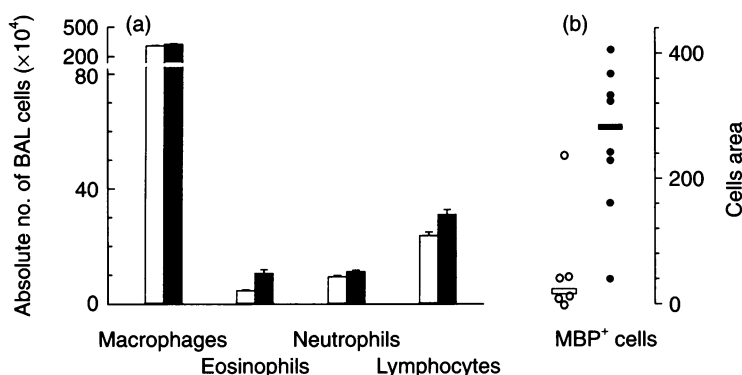 (a)
(b)
Absolute no. of BAL cells (×10⁴)
500
200
80
40
0
Macrophages
Neutrophils
Eosinophils
Lymphocytes
400
200
0
Cells area
MBP⁺ cells